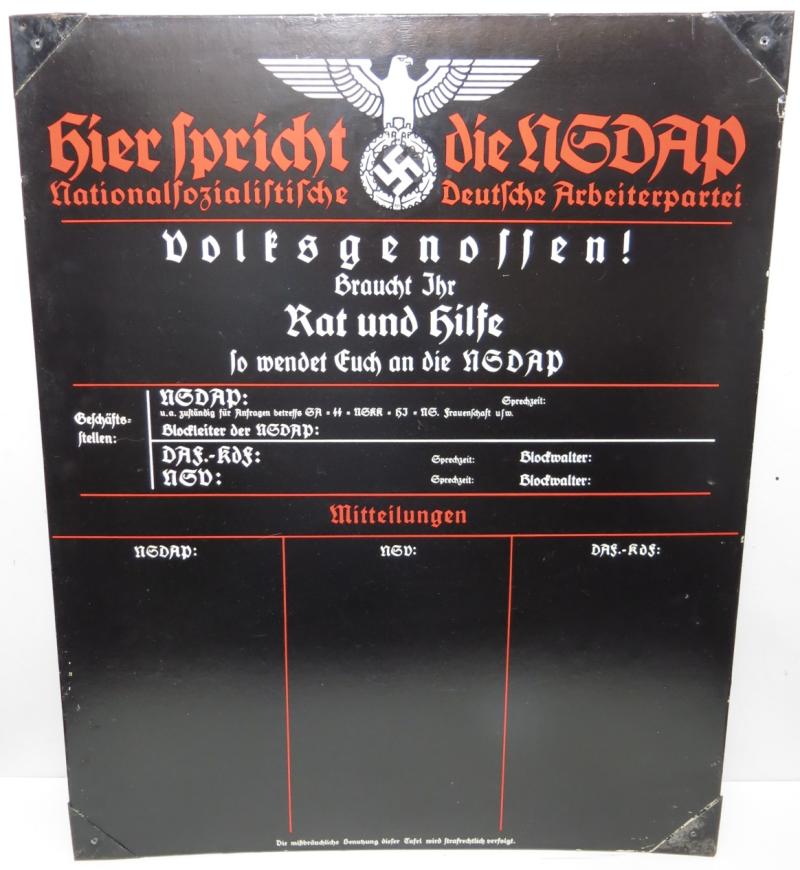 Hier spricht die NSDAP
Nationalsozialistische Deutsche Arbeiterpartei
Volksgenossen!
Braucht Ihr
Rat und Hilfe
so wendet Euch an die NSDAP
Geschäfts-
stellen:
NSDAP: Sprechzeit:
u.a. zuständig für Anfragen betreffs SA = ᛋᛋ = NSKK = HJ = NS. Frauenschaft usw.
Blockleiter der NSDAP:
DAF.-KdF: Sprechzeit: Blockwalter:
NSV: Sprechzeit: Blockwalter:
Mitteilungen
NSDAP: NSV: DAF.-KdF:
Die mißbräuchliche Benutzung dieser Tafel wird strafrechtlich verfolgt.